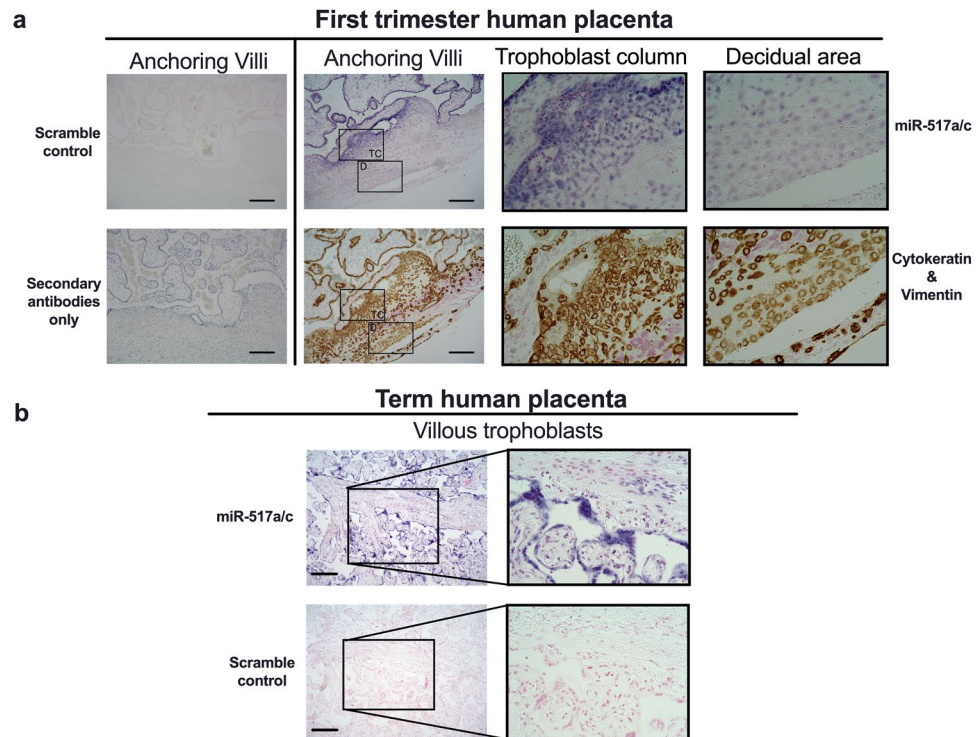 a
First trimester human placenta
Anchoring Villi
Anchoring Villi
Trophoblast column
Decidual area
Scramble
control
TC
D
miR-517a/c
Secondary
antibodies
only
TC
D
Cytokeratin
&
Vimentin
b
Term human placenta
Villous trophoblasts
miR-517a/c
Scramble
control